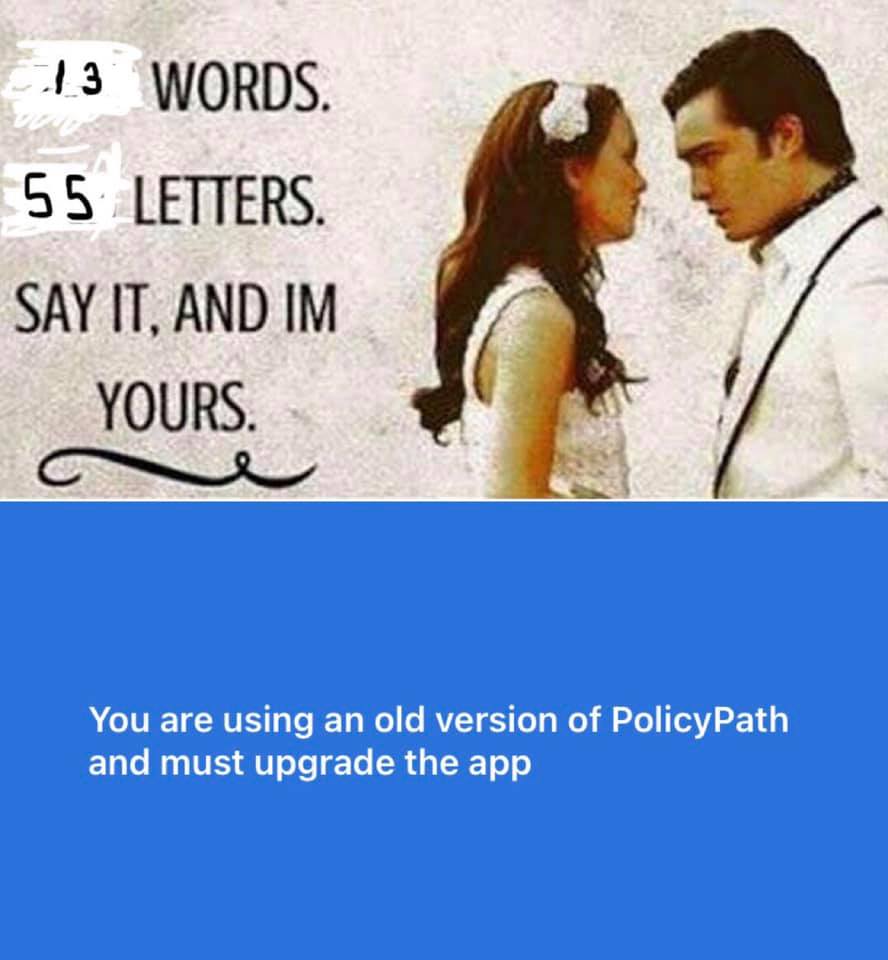 13 WORDS.
55 LETTERS.
SAY IT, AND IM
YOURS.
You are using an old version of PolicyPath
and must upgrade the app